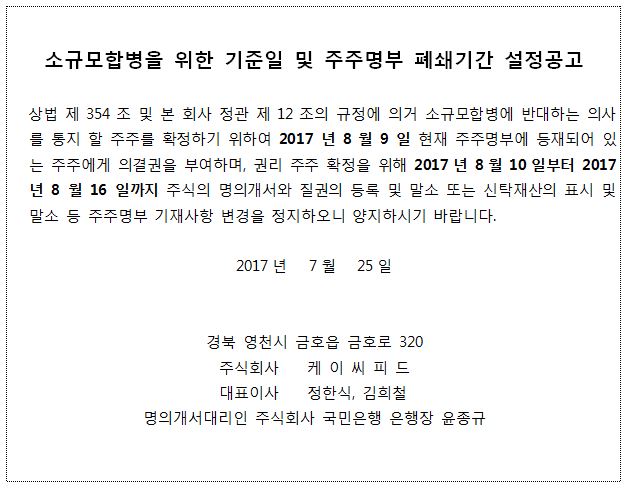 소규모합병을 위한 기준일 및 주주명부 폐쇄기간 설정공고
상법 제 354 조 및 본 회사 정관 제 12 조의 규정에 의거 소규모합병에 반대하는 의사
를 통지 할 주주를 확정하기 위하여 2017 년 8 월 9 일 현재 주주명부에 등재되어 있
는 주주에게 의결권을 부여하며, 권리 주주 확정을 위해 2017 년 8 월 10 일부터 2017
년 8 월 16 일까지 주식의 명의개서와 질권의 등록 및 말소 또는 신탁재산의 표시 및
말소 등 주주명부 기재사항 변경을 정지하오니 양지하시기 바랍니다.
2017 년 7 월 25 일
경북 영천시 금호읍 금호로 320
주식회사 케 이 씨 피 드
대표이사 정한식, 김희철
명의개서대리인 주식회사 국민은행 은행장 윤종규